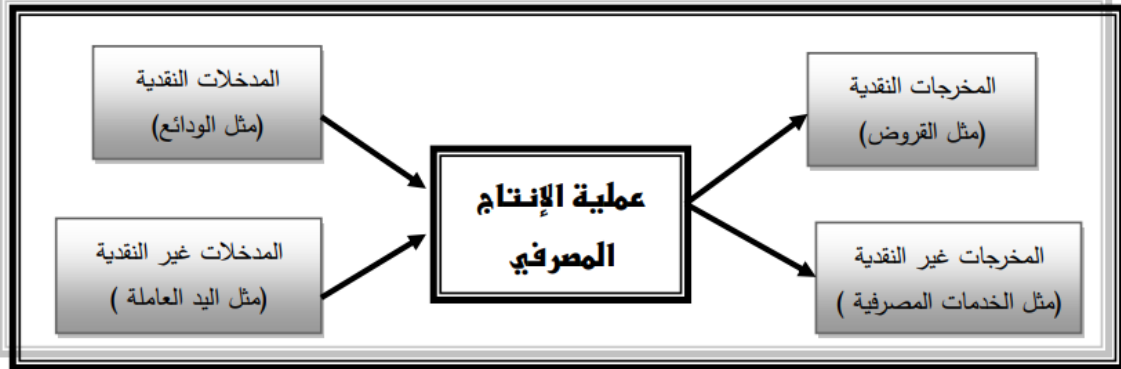 المدخلات النقدية
(مثل الودائع)
المخرجات النقدية
(مثل القروض)
عملية الإنتاج
المصرفي
المدخلات غير النقدية
(مثل اليد العاملة )
المخرجات غير النقدية
(مثل الخدمات المصرفية )